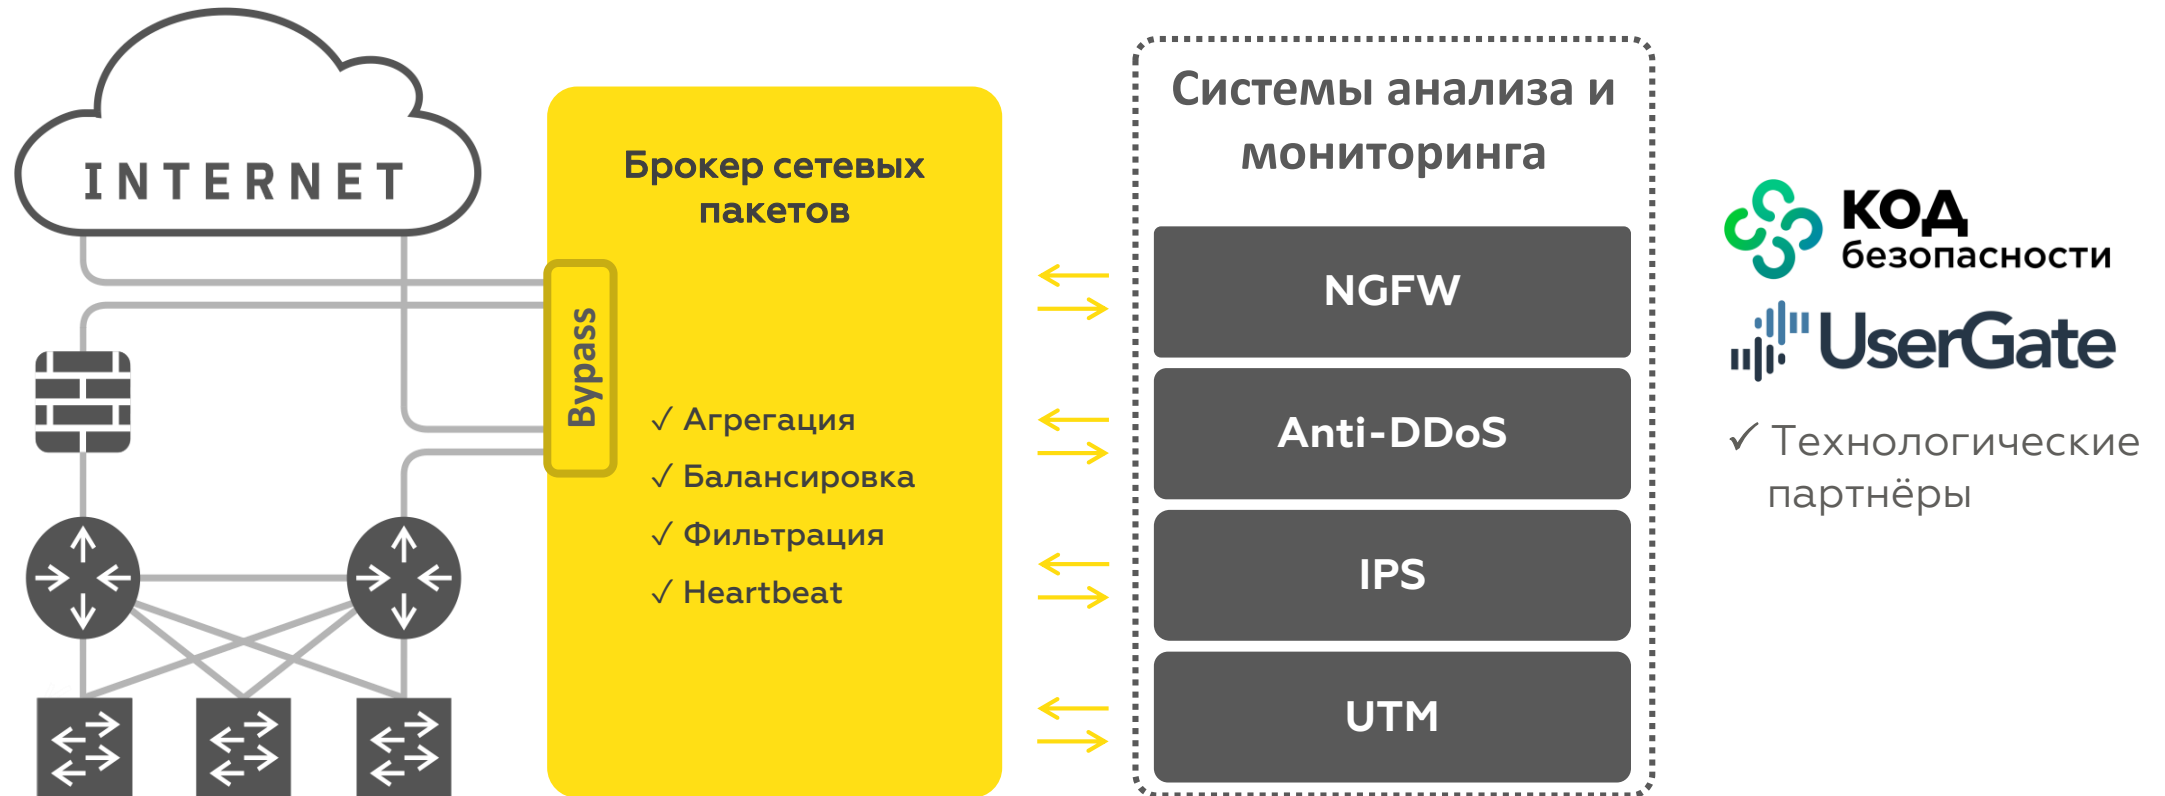 INTERNET
Брокер сетевых
пакетов
Bypass
✓ Агрегация
✓ Балансировка
✓ Фильтрация
✓ Heartbeat
Системы анализа и
мониторинга
NGFW
Anti-DDoS
IPS
UTM
код
безопасности
UserGate
✓ Технологические
партнёры